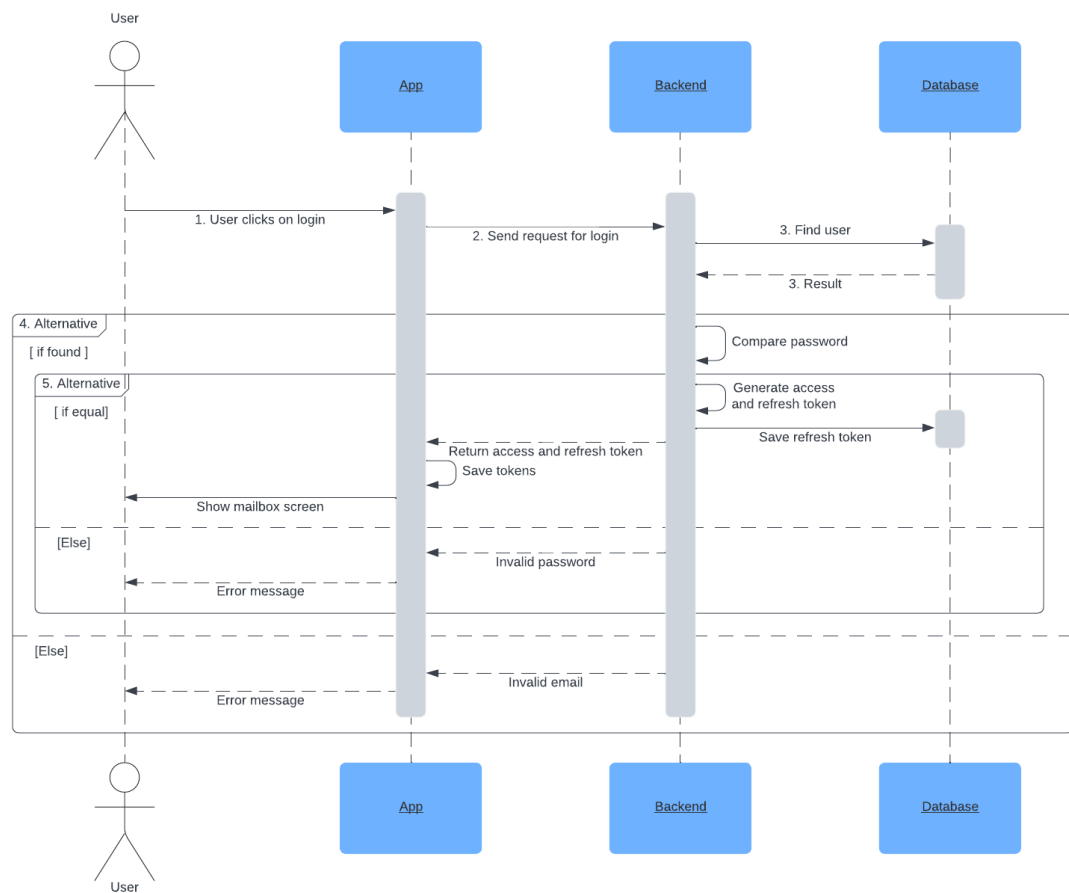 User
App
Backend
Database
1. User clicks on login
2. Send request for login
3. Find user
3. Result
4. Alternative
[ if found ]
Compare password
5. Alternative
[ if equal]
Generate access
and refresh token
Save refresh token
Return access and refresh token
Save tokens
Show mailbox screen
[Else]
Invalid password
Error message
[Else]
Invalid email
Error message
App
Backend
Database
User